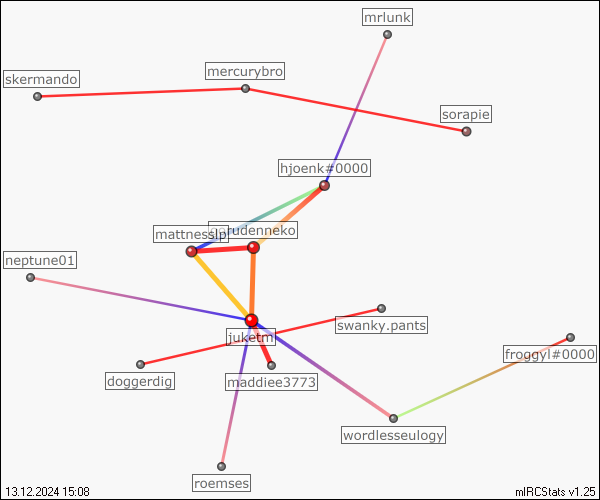 mrlunk
mercurybro
skermando
sorapie
hjoenk#0000
mattnesslp
neptune01
swanky.pants
juketm
froggyl#0000
doggerdig
maddiee3773
wordlesseulogy
roemses
13.12.2024 15:08
mIRCStats v1.25